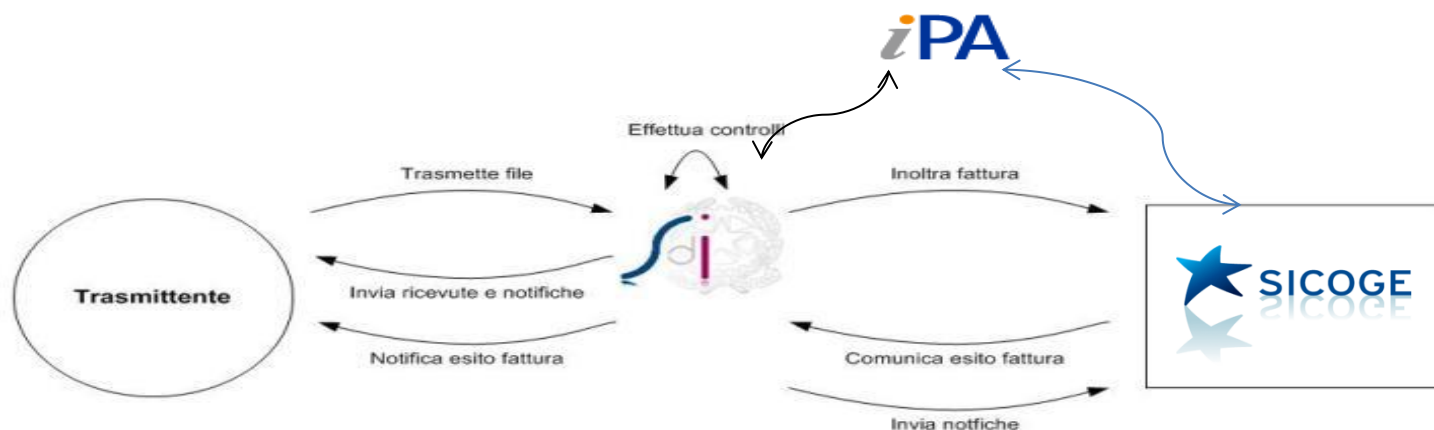 iPA
Effettua controlli
Trasmette file
Inoltra fattura
Sdi
Trasmittente
SICOGE
Invia ricevute e notifiche
Notifica esito fattura
Comunica esito fattura
Invia notfiche